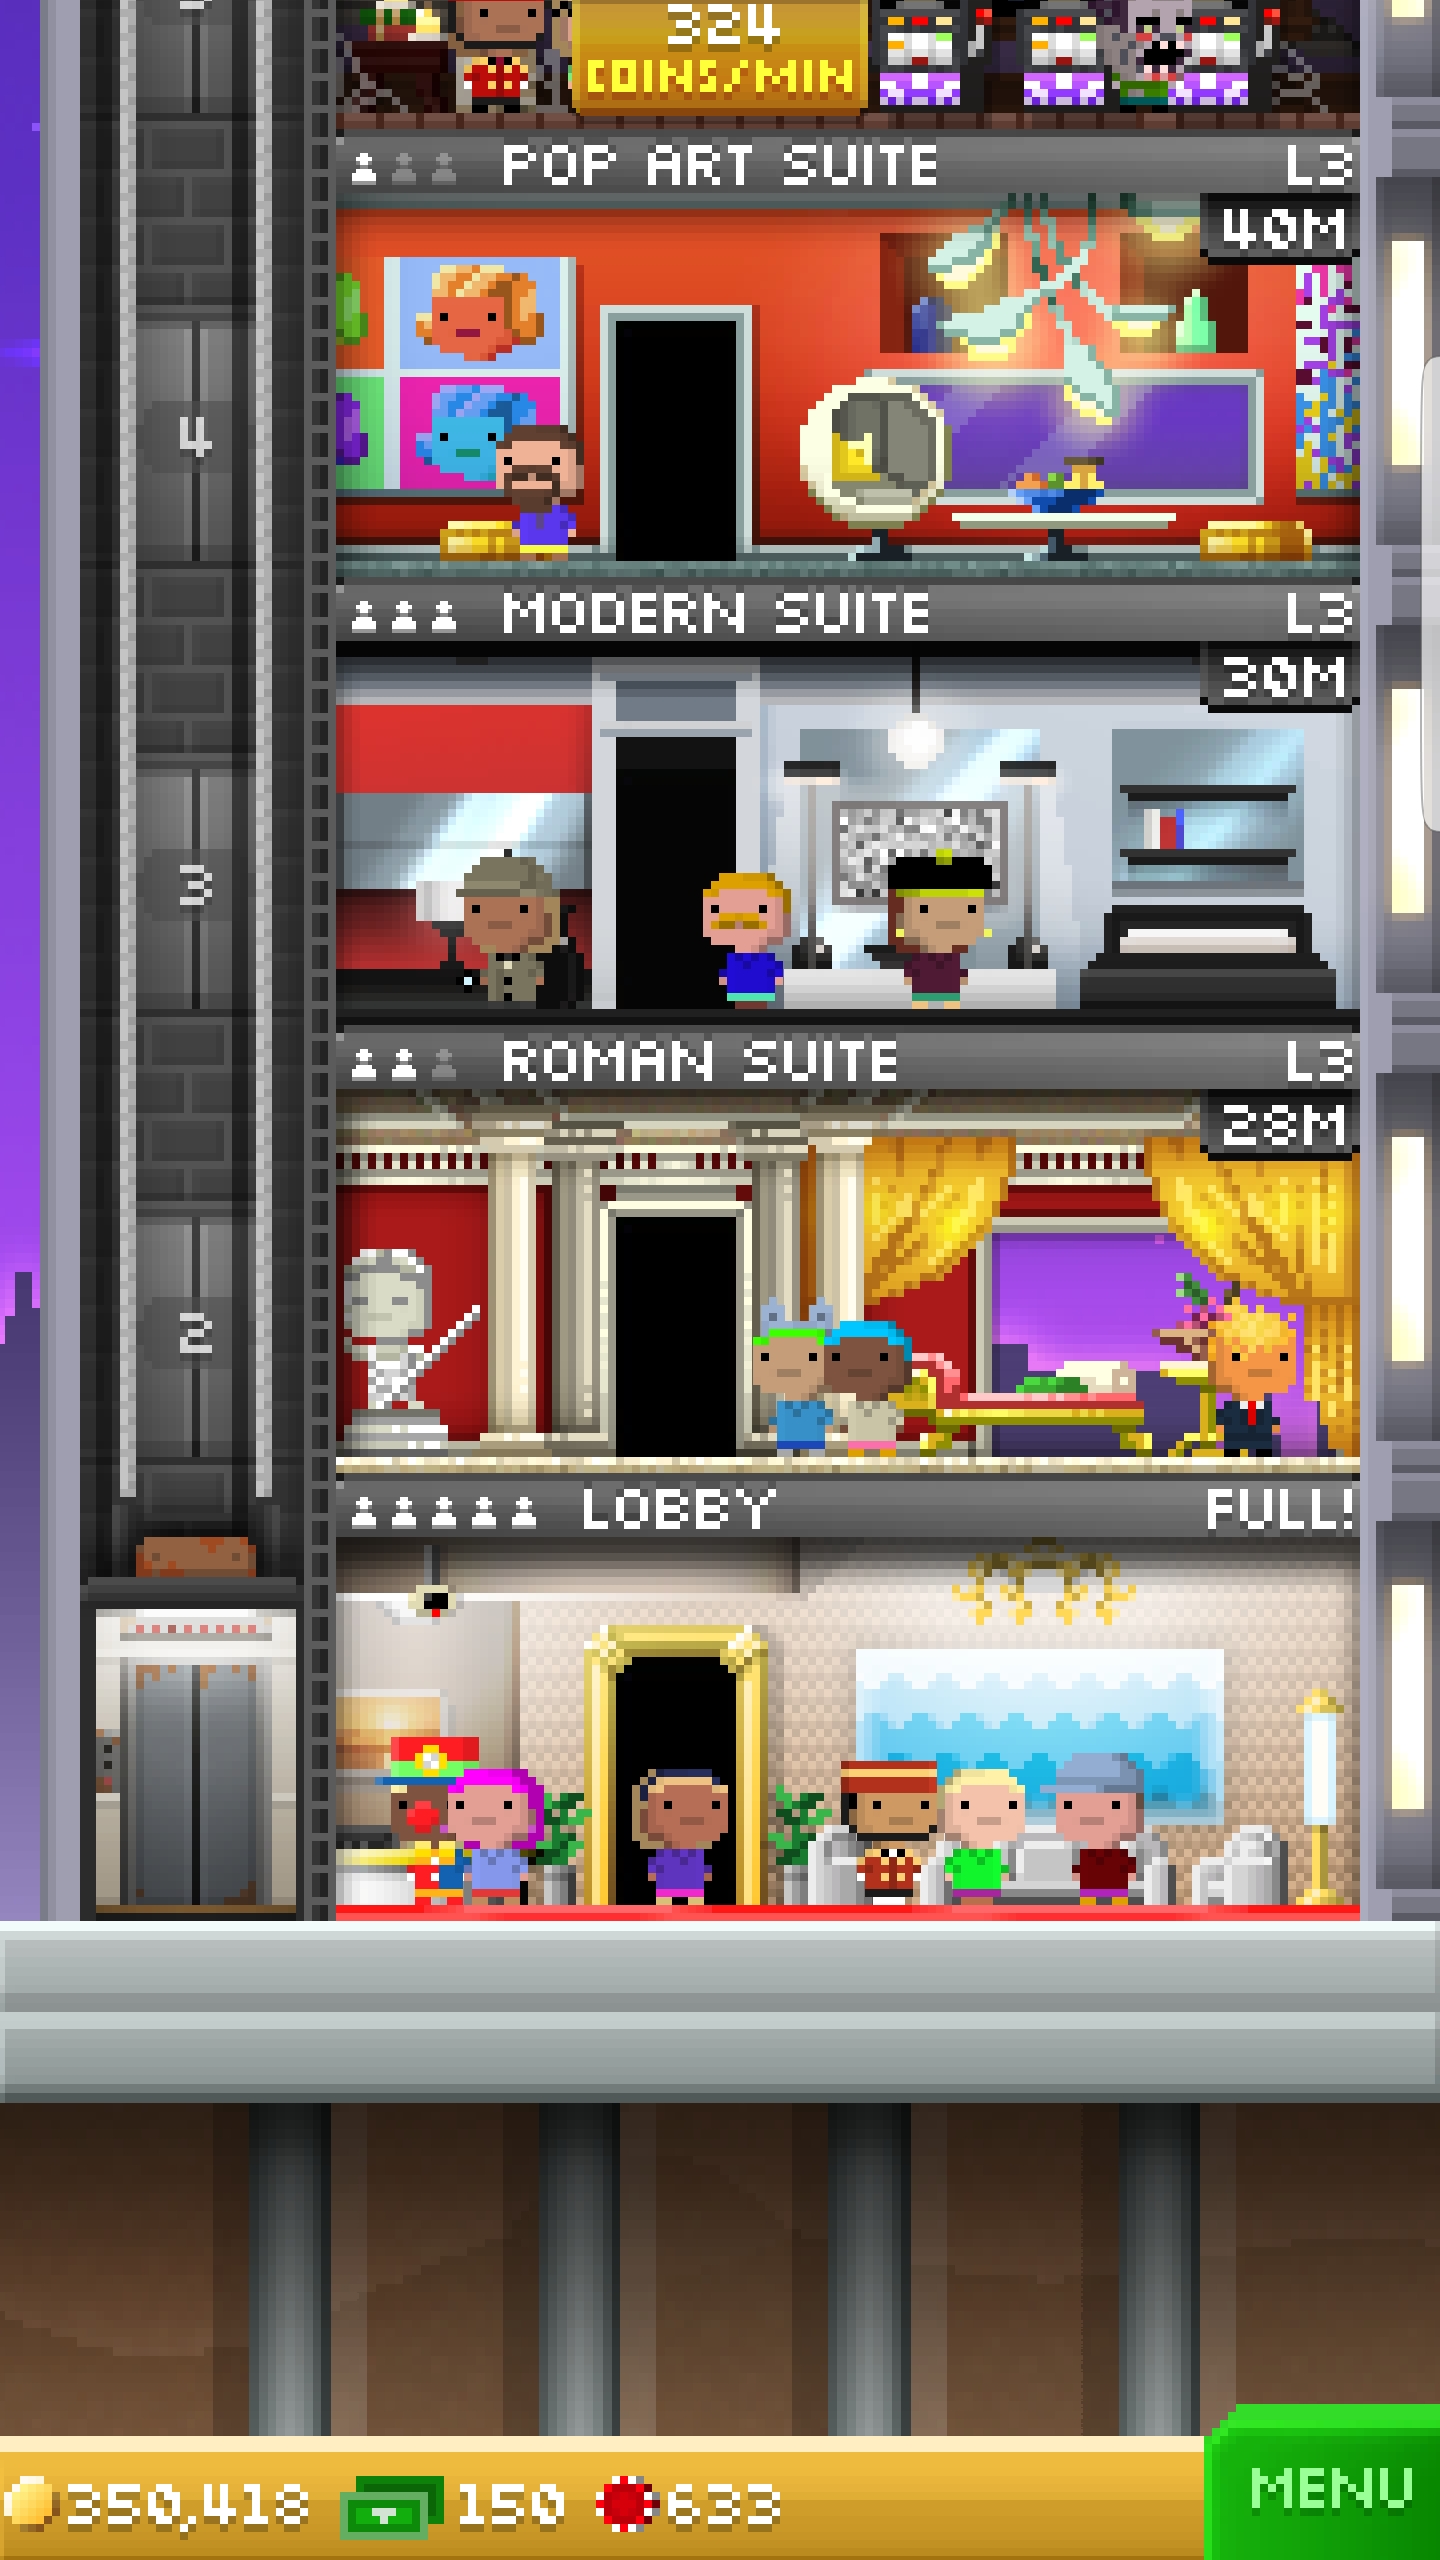 324
COINS/MIN
POP ART SUITE L3
40M
4
MODERN SUITE L3
30M
3
ROMAN SUITE L3
28M
2
LOBBY FULL!
350,418 150 633
MENU